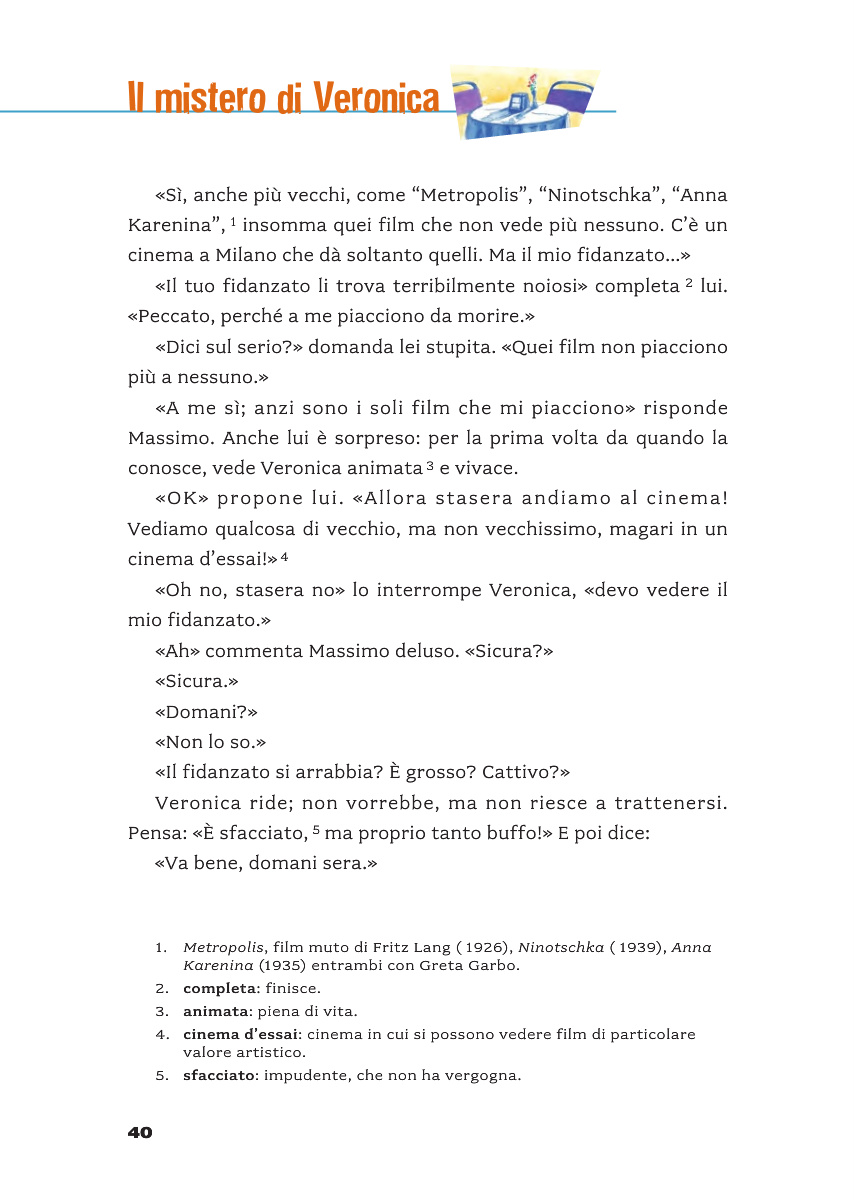 Il mistero di Veronica
«Sì, anche più vecchi, come “Metropolis”, “Ninotschka”, “Anna
Karenina”, 1 insomma quei film che non vede più nessuno. C’è un
cinema a Milano che dà soltanto quelli. Ma il mio fidanzato...»
«Il tuo fidanzato li trova terribilmente noiosi» completa 2 lui.
«Peccato, perché a me piacciono da morire.»
«Dici sul serio?» domanda lei stupita. «Quei film non piacciono
più a nessuno.»
«A me sì; anzi sono i soli film che mi piacciono» risponde
Massimo. Anche lui è sorpreso: per la prima volta da quando la
conosce, vede Veronica animata 3 e vivace.
«OK» propone lui. «Allora stasera andiamo al cinema!
Vediamo qualcosa di vecchio, ma non vecchissimo, magari in un
cinema d’essai!» 4
«Oh no, stasera no» lo interrompe Veronica, «devo vedere il
mio fidanzato.»
«Ah» commenta Massimo deluso. «Sicura?»
«Sicura.»
«Domani?»
«Non lo so.»
«Il fidanzato si arrabbia? È grosso? Cattivo?»
Veronica ride; non vorrebbe, ma non riesce a trattenersi.
Pensa: «È sfacciato, 5 ma proprio tanto buffo!» E poi dice:
«Va bene, domani sera.»
1. Metropolis, film muto di Fritz Lang ( 1926), Ninotschka ( 1939), Anna
Karenina (1935) entrambi con Greta Garbo.
2. completa: finisce.
3. animata: piena di vita.
4. cinema d’essai: cinema in cui si possono vedere film di particolare
valore artistico.
5. sfacciato: impudente, che non ha vergogna.
40